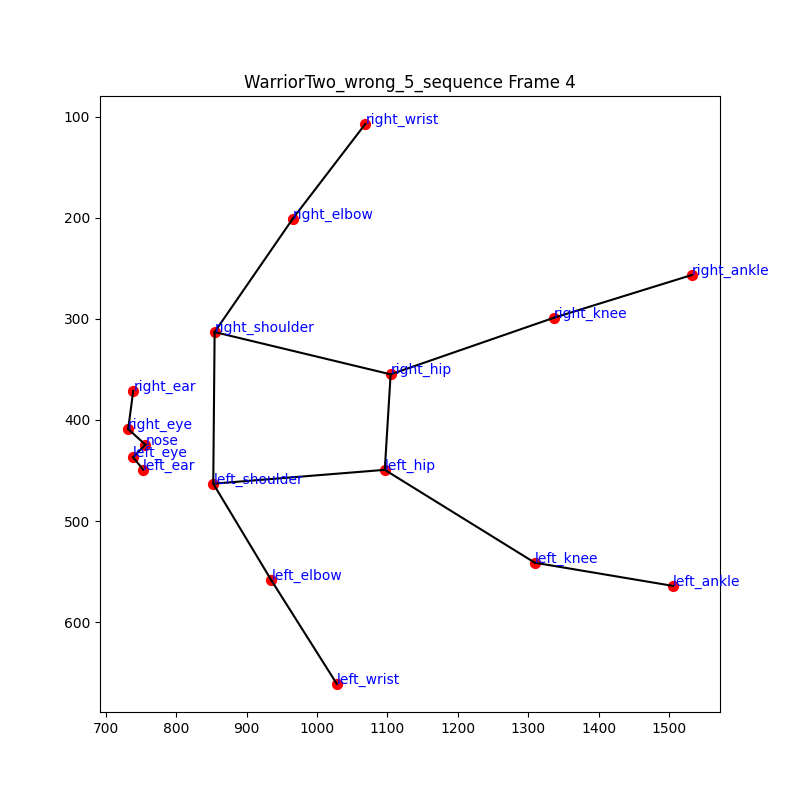 WarriorTwo_wrong_5_sequence Frame 4
100
right_wrist
200
right_elbow
right_ankle
300
right_knee
right_shoulder
right_hip
right_ear
400
right_eye
nose
left_eye
left_ear
left_hip
left_shoulder
500
left_knee
left_elbow
left_ankle
600
left_wrist
700 800 900 1000 1100 1200 1300 1400 1500